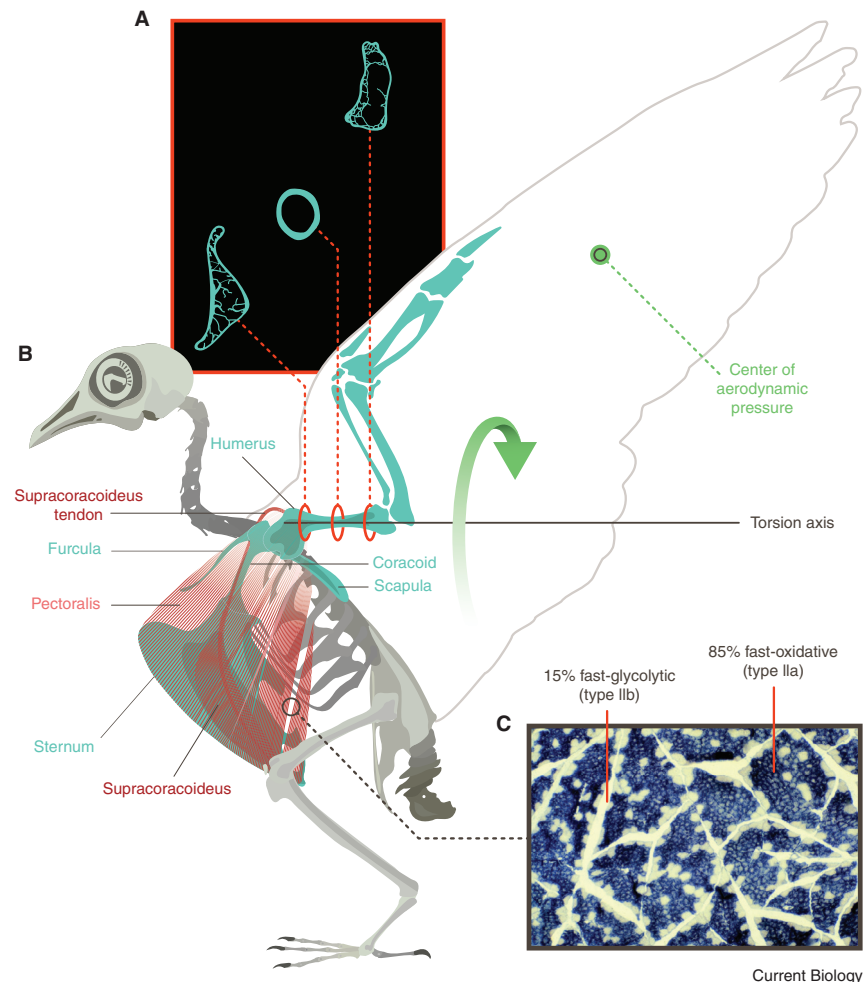 A
B
Humerus
Supracoracoideus
tendon
Furcula
Pectoralis
Coracoid
Scapula
Sternum
Supracoracoideus
Center of
aerodynamic
pressure
Torsion axis
85% fast-oxidative
(type IIa)
15% fast-glycolytic
(type IIb)
C
Current Biology